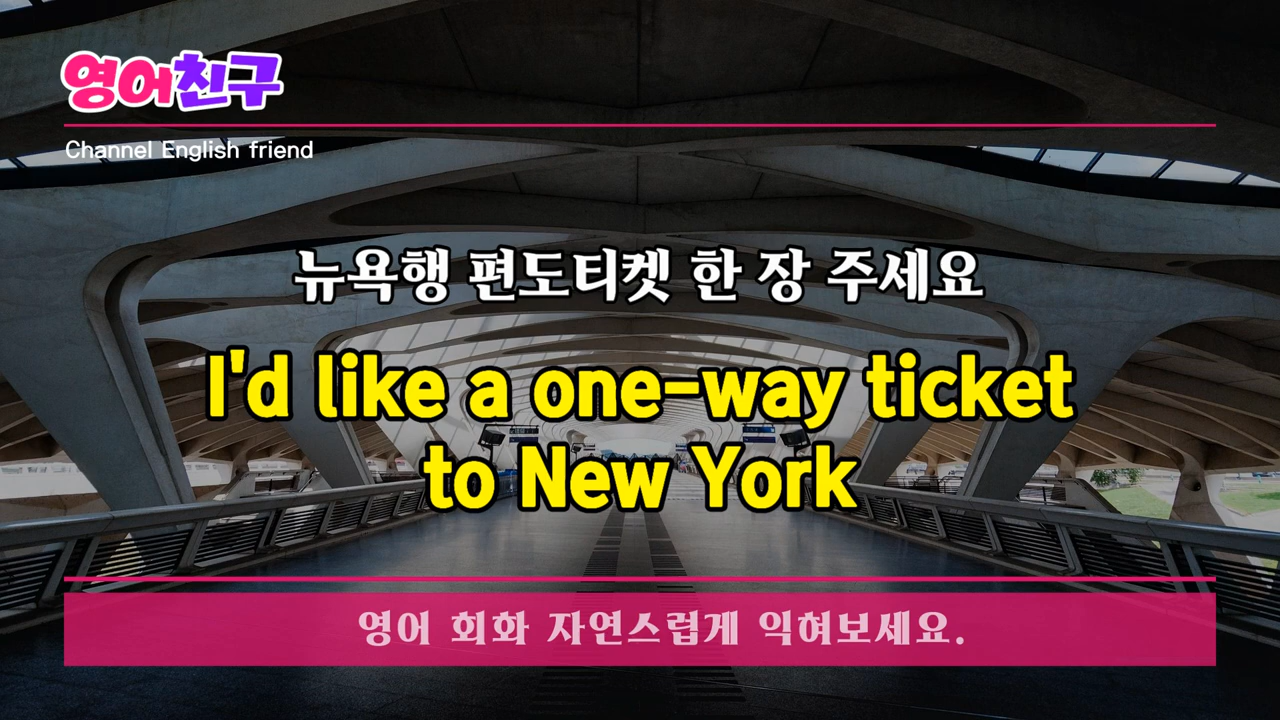 영어친구
Channel English friend
뉴욕행 편도티켓 한 장 주세요
I'd like a one-way ticket
to New York
영어 회화 자연스럽게 익혀보세요.